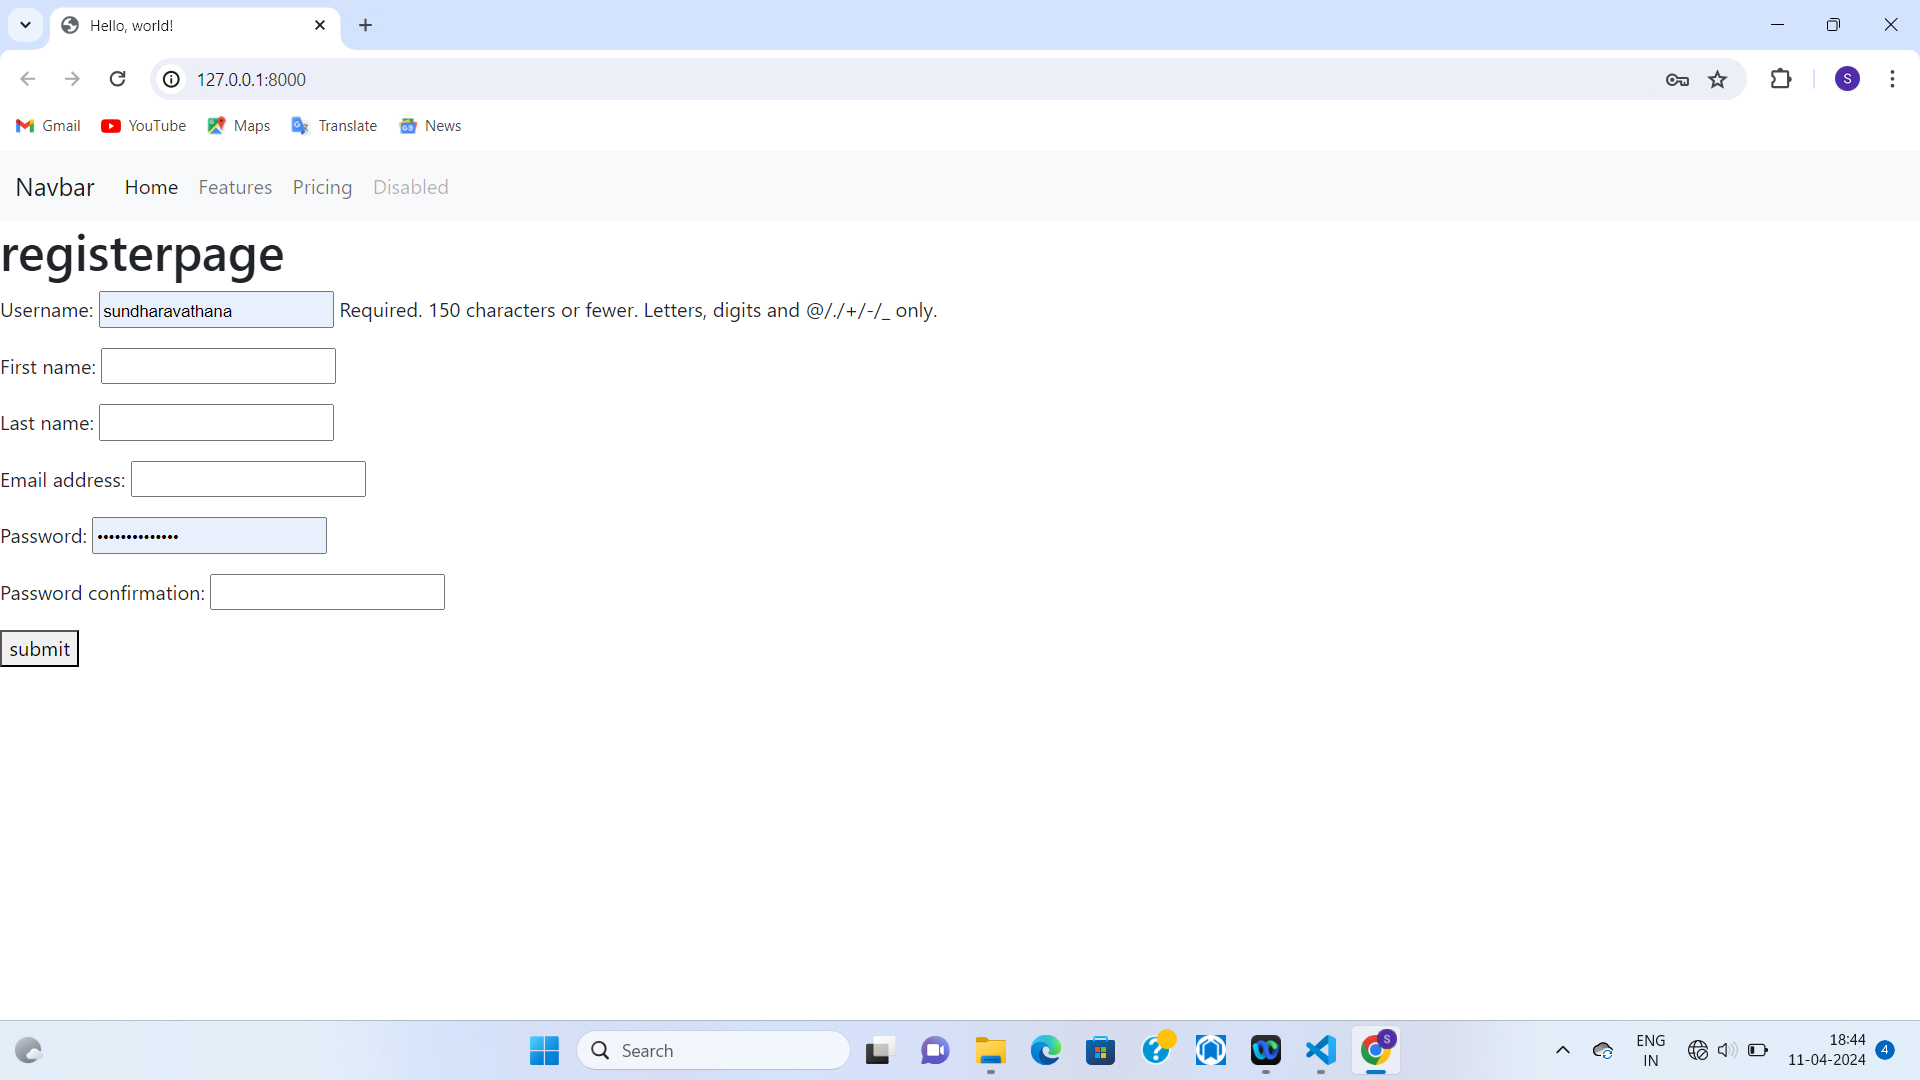 Hello, world!
127.0.0.1:8000
S
Gmail YouTube Maps Translate News
Navbar Home Features Pricing Disabled
registerpage
Username: sundharavathana Required. 150 characters or fewer. Letters, digits and @/./+/-/_ only.
First name:
Last name:
Email address:
Password: ••••••••••••••
Password confirmation:
submit
Search
S
ENG
IN
18:44
11-04-2024
4